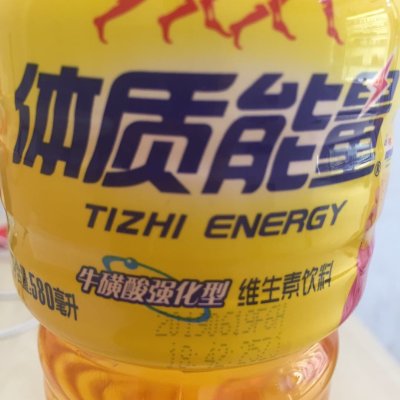 体质能量
TIZHI ENERGY
牛磺酸强化型 维生素饮料
580毫升
20190619F6H